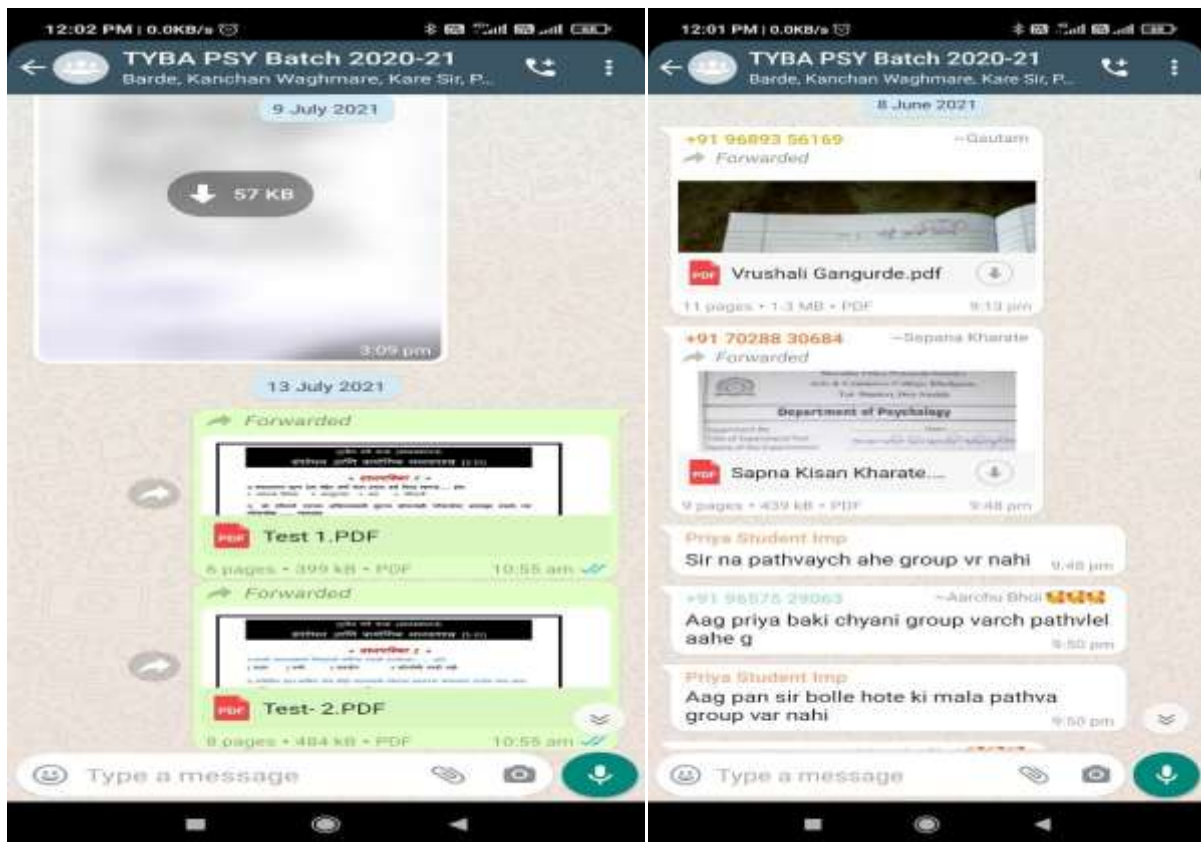 12:02 PM | 0.0KB/s
TYBA PSY Batch 2020-21
Barde, Kanchan Waghmare, Kare Sir, P...
9 July 2021
57 KB
3:09 pm
13 July 2021
Forwarded
PDF Test 1.PDF
6 pages • 399 kB • PDF 10:55 am
Forwarded
PDF Test- 2.PDF
8 pages • 484 kB • PDF 10:55 am
Type a message
12:01 PM | 0.0KB/s
TYBA PSY Batch 2020-21
Barde, Kanchan Waghmare, Kare Sir, P...
8 June 2021
+91 96893 56169 ~Gautam
Forwarded
PDF Vrushali Gangurde.pdf
11 pages • 1.3 MB • PDF 9:13 pm
+91 70288 30684 ~Sapana Kharate
Forwarded
Department of Psychology
PDF Sapna Kisan Kharate....
9 pages • 439 kB • PDF 9:48 pm
Priya Student Imp
Sir na pathvaych ahe group vr nahi 9:48 pm
+91 96575 29063 ~Aarchu Bhoi 🥰🥰🥰
Aag priya baki chyani group varch pathvlel
aahe g 9:50 pm
Priya Student Imp
Aag pan sir bolle hote ki mala pathva
group var nahi 9:50 pm
Type a message